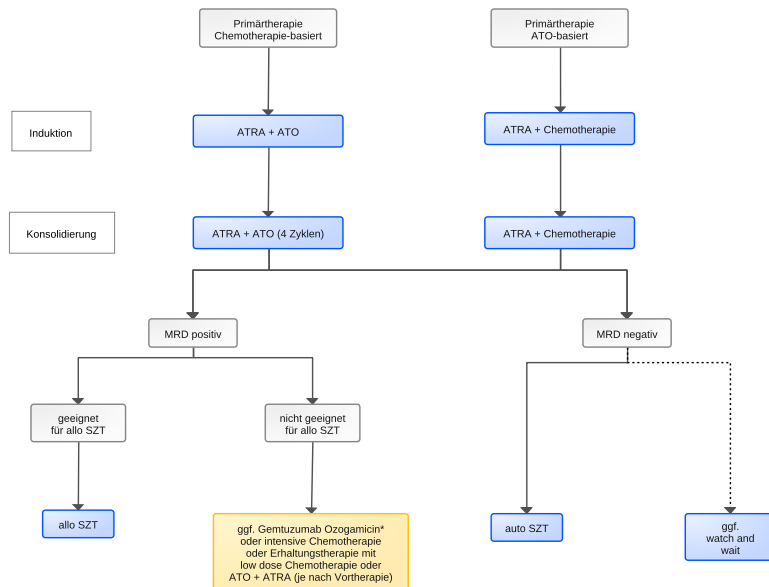 Primärtherapie
Chemotherapie-basiert
Primärtherapie
ATO-basiert
Induktion
ATRA + ATO
ATRA + Chemotherapie
Konsolidierung
ATRA + ATO (4 Zyklen)
ATRA + Chemotherapie
MRD positiv
MRD negativ
geeignet
für allo SZT
nicht geeignet
für allo SZT
allo SZT
ggf. Gemtuzumab Ozogamicin*
oder intensive Chemotherapie
oder Erhaltungstherapie mit
low dose Chemotherapie oder
ATO + ATRA (je nach Vortherapie)
auto SZT
ggf.
watch and
wait